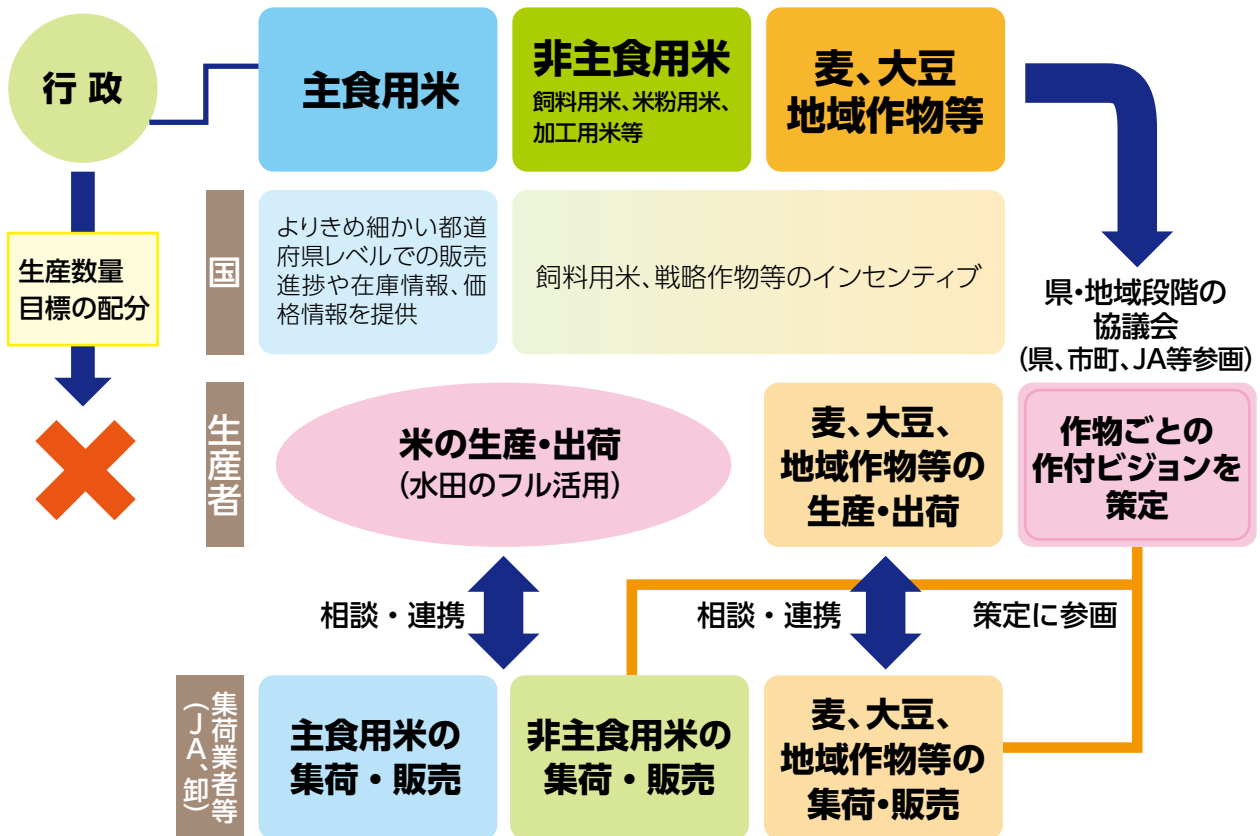 行 政
主食用米
非主食用米
飼料用米、米粉用米、
加工用米等
麦、大豆
地域作物等
生産数量
目標の配分
国
よりきめ細かい都道
府県レベルでの販売
進捗や在庫情報、価
格情報を提供
飼料用米、戦略作物等のインセンティブ
県・地域段階の
協議会
(県、市町、JA等参画)
生産者
米の生産・出荷
(水田のフル活用)
麦、大豆、
地域作物等の
生産・出荷
作物ごとの
作付ビジョンを
策定
相談・連携
相談・連携
策定に参画
集荷業者等
(JA、卸)
主食用米の
集荷・販売
非主食用米の
集荷・販売
麦、大豆、
地域作物等の
集荷・販売